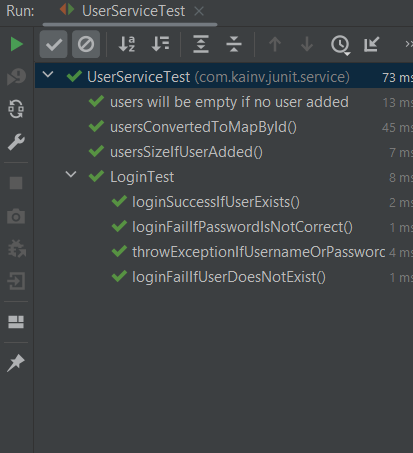 Run: UserServiceTest
UserServiceTest (com.kainv.junit.service) 73 ms
users will be empty if no user added 13 ms
usersConvertedToMapById() 45 ms
usersSizeIfUserAdded() 7 ms
LoginTest 8 ms
loginSuccessIfUserExists() 2 ms
loginFailIfPasswordIsNotCorrect() 1 ms
throwExceptionIfUsernameOrPassword 4 ms
loginFailIfUserDoesNotExist() 1 ms